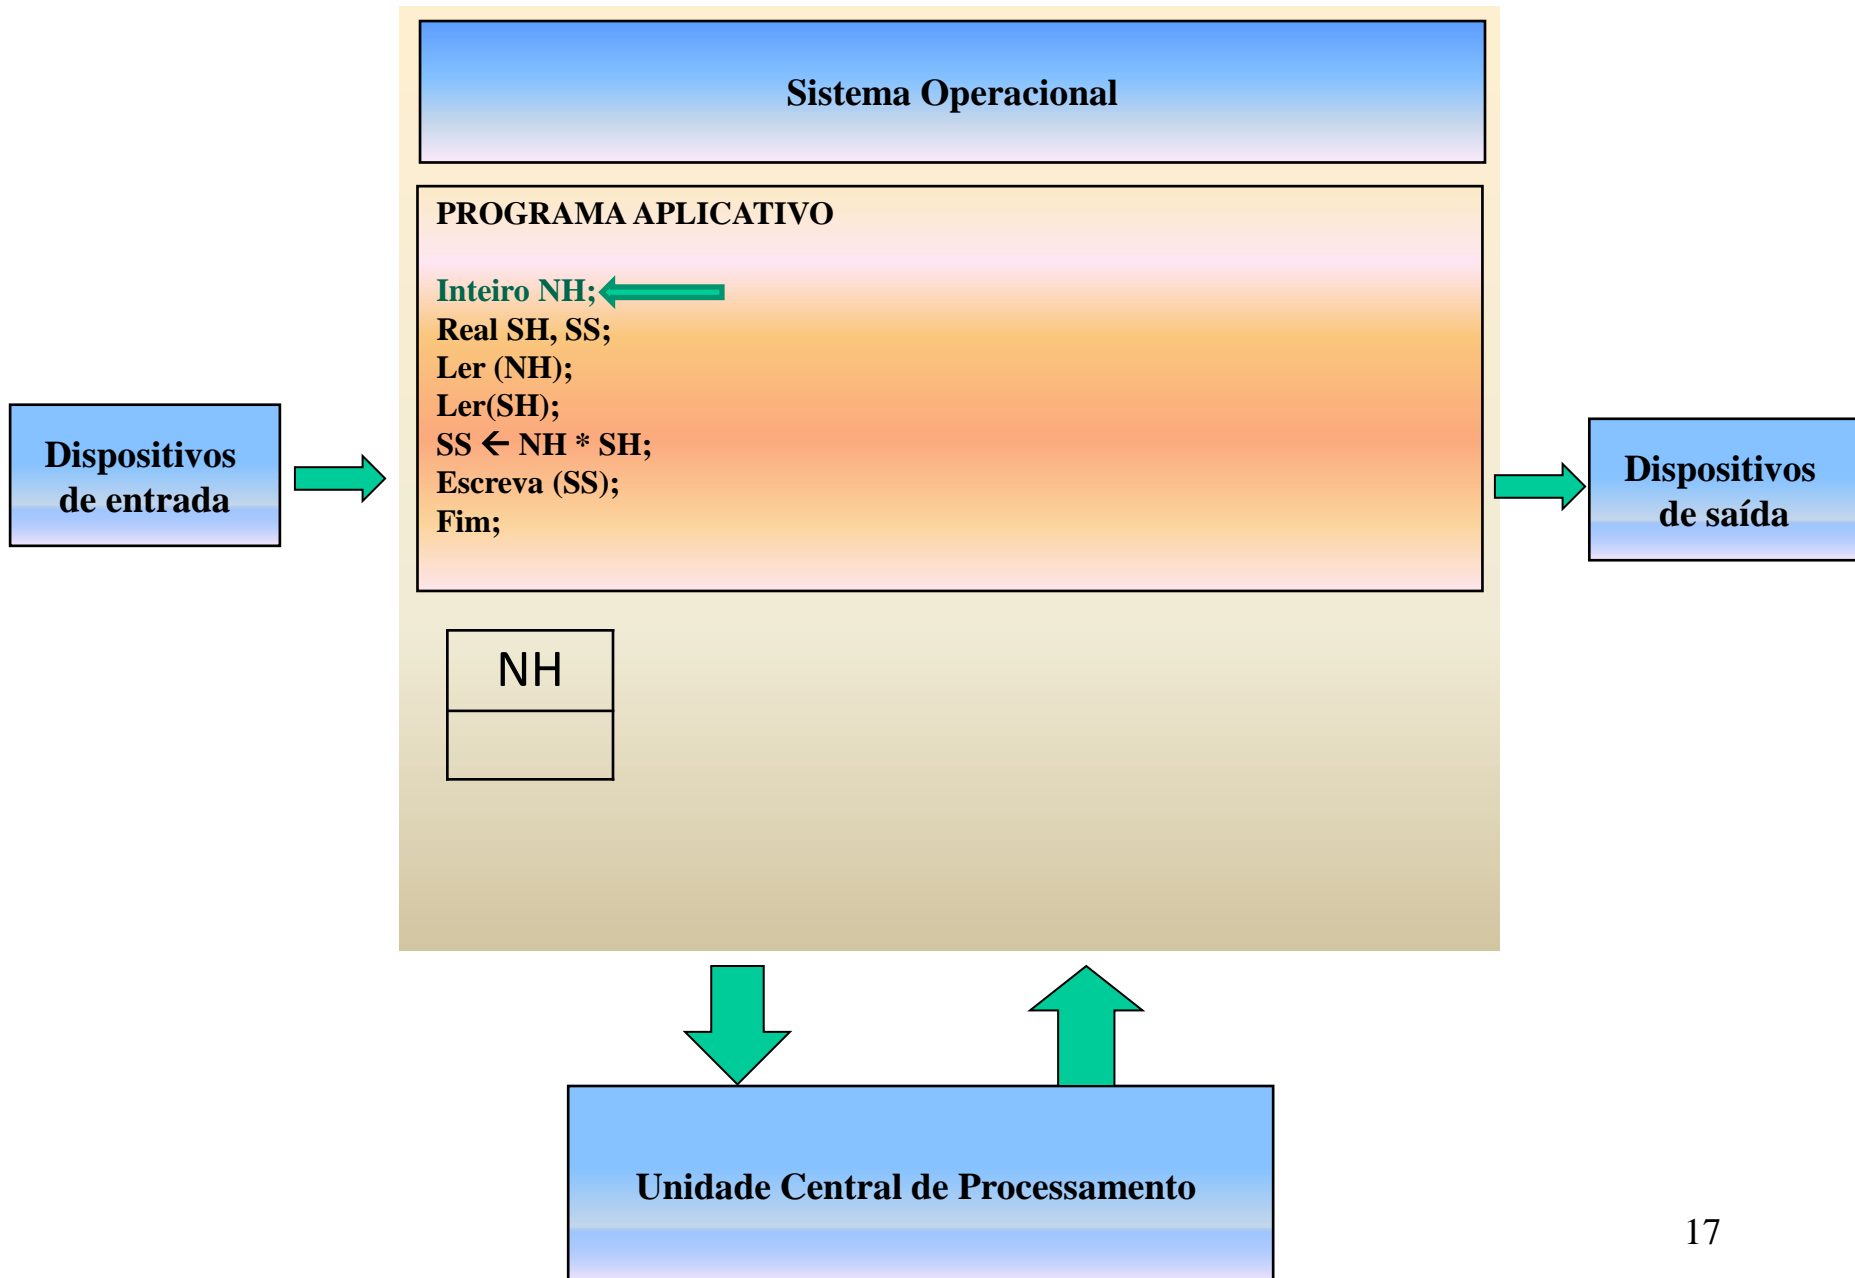 Sistema Operacional
PROGRAMA APLICATIVO
Inteiro NH;
Real SH, SS;
Ler (NH);
Ler(SH);
SS ← NH * SH;
Escreva (SS);
Fim;
Dispositivos
de entrada
Dispositivos
de saída
NH
Unidade Central de Processamento
17